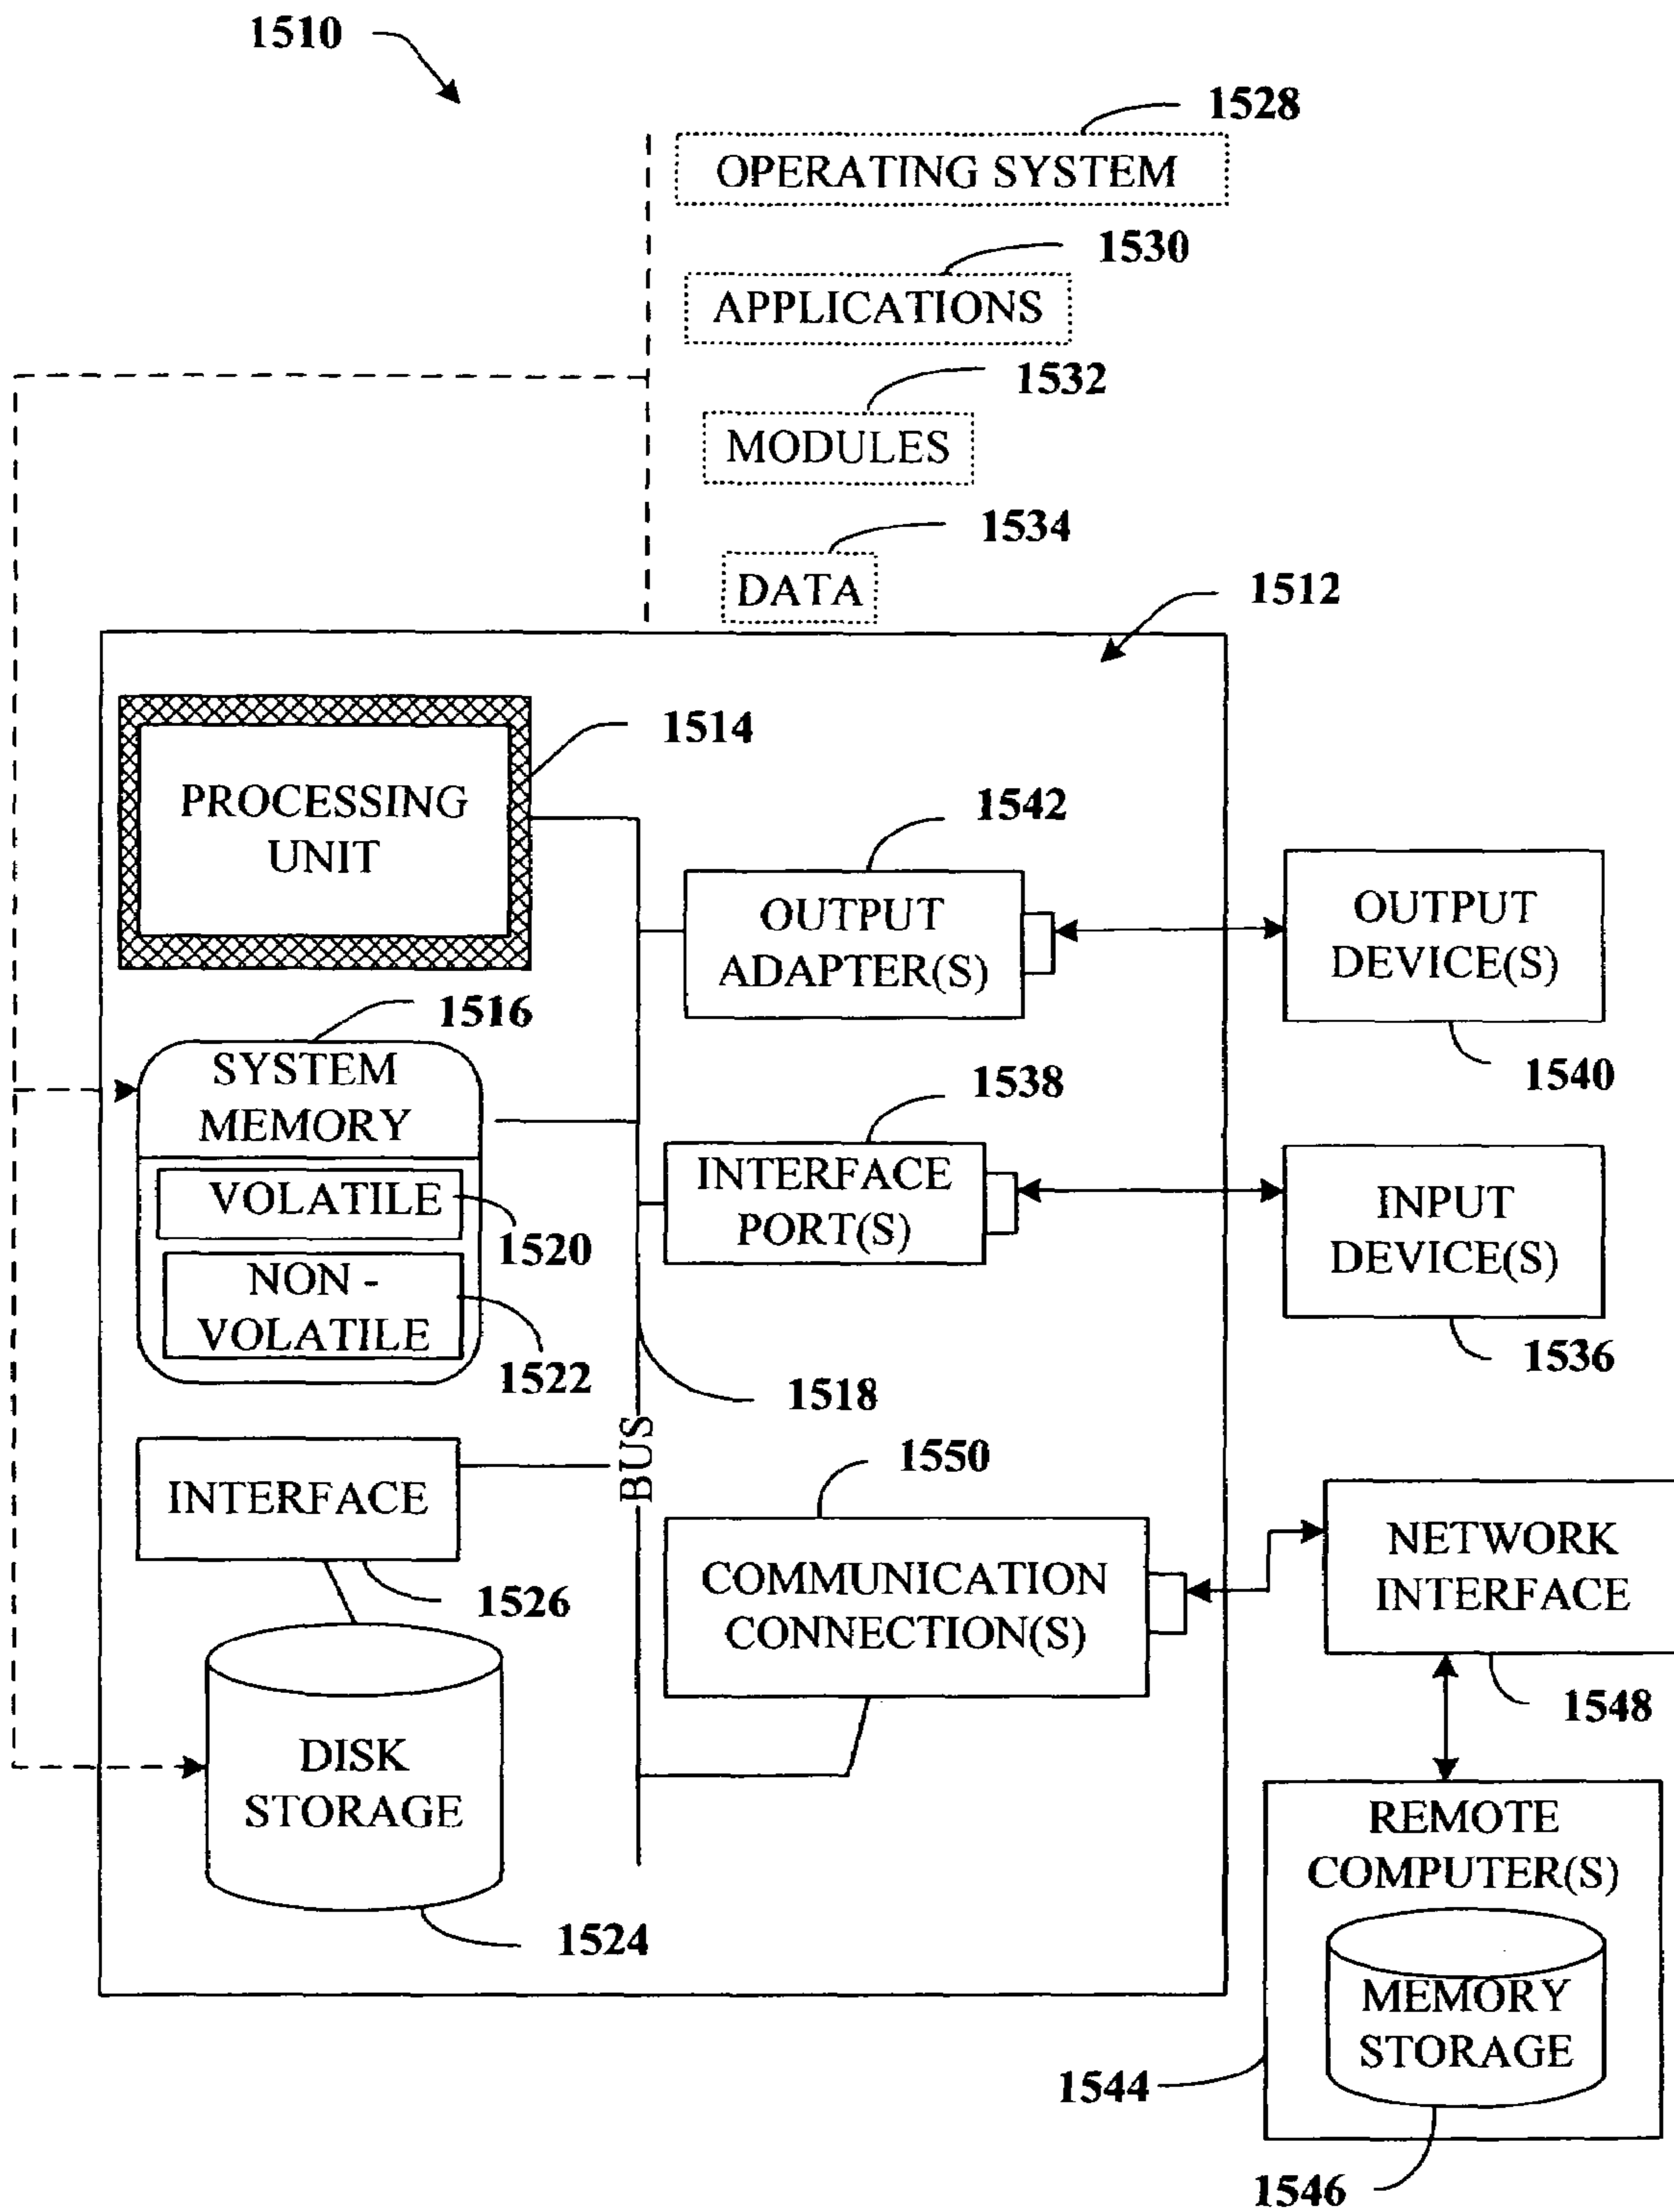 1510
1528
OPERATING SYSTEM
1530
APPLICATIONS
1532
MODULES
1534
DATA
1512
1514
PROCESSING
UNIT
1542
OUTPUT
ADAPTER(S)
OUTPUT
DEVICE(S)
1540
1516
SYSTEM
MEMORY
VOLATILE
1520
NON -
VOLATILE
1522
1538
INTERFACE
PORT(S)
INPUT
DEVICE(S)
1536
1518
BUS
INTERFACE
1526
1550
COMMUNICATION
CONNECTION(S)
NETWORK
INTERFACE
1548
DISK
STORAGE
1524
REMOTE
COMPUTER(S)
MEMORY
STORAGE
1544
1546